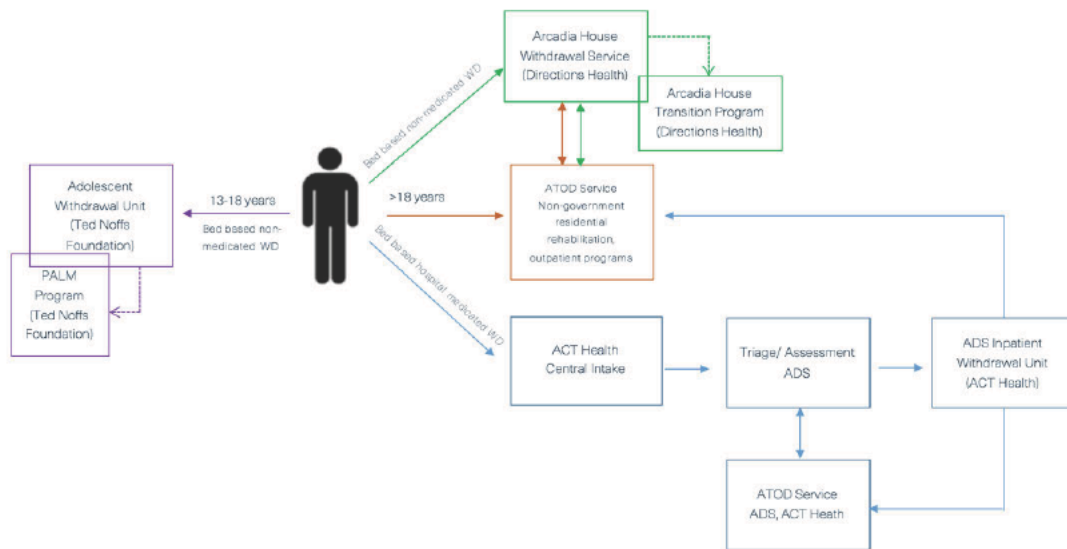 Arcadia House
Withdrawal Service
(Directions Health)
Arcadia House
Transition Program
(Directions Health)
Bed based non-medicated WD
Adolescent
Withdrawal Unit
(Ted Noffs
Foundation)
13-18 years
Bed based non-
medicated WD
>18 years
ATOD Service
Non-government
residential
rehabilitation,
outpatient programs
PALM
Program
(Ted Noffs
Foundation)
Bed based hospital medicated WD
ACT Health
Central Intake
Triage/ Assessment
ADS
ADS Inpatient
Withdrawal Unit
(ACT Health)
ATOD Service
ADS, ACT Heath